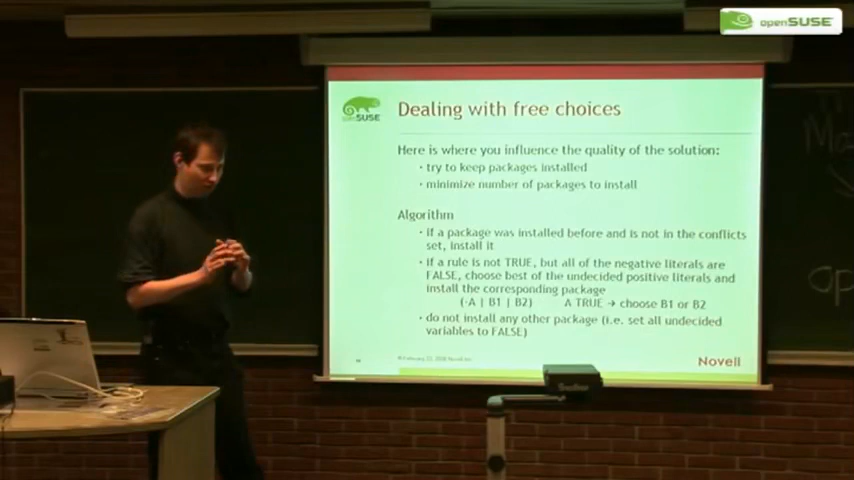 openSUSE
openSUSE
Dealing with free choices
Here is where you influence the quality of the solution:
• try to keep packages installed
• minimize number of packages to install
Algorithm
• if a package was installed before and is not in the conflicts
set, install it
• if a rule is not TRUE, but all of the negative literals are
FALSE, choose best of the undecided positive literals and
install the corresponding package
(-A | B1 | B2) A TRUE → choose B1 or B2
• do not install any other package (i.e. set all undecided
variables to FALSE)
Novell